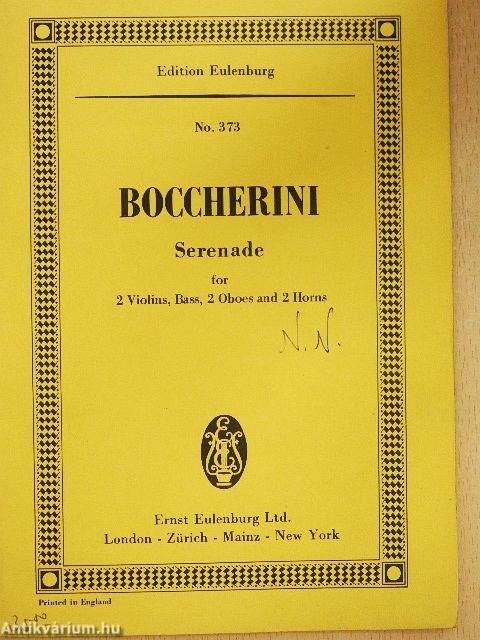 Edition Eulenburg
No. 373
BOCCHERINI
Serenade
for
2 Violins, Bass, 2 Oboes and 2 Horns
N. N.
Ernst Eulenburg Ltd.
London - Zürich - Mainz - New York
Printed in England
Antikvárium.hu